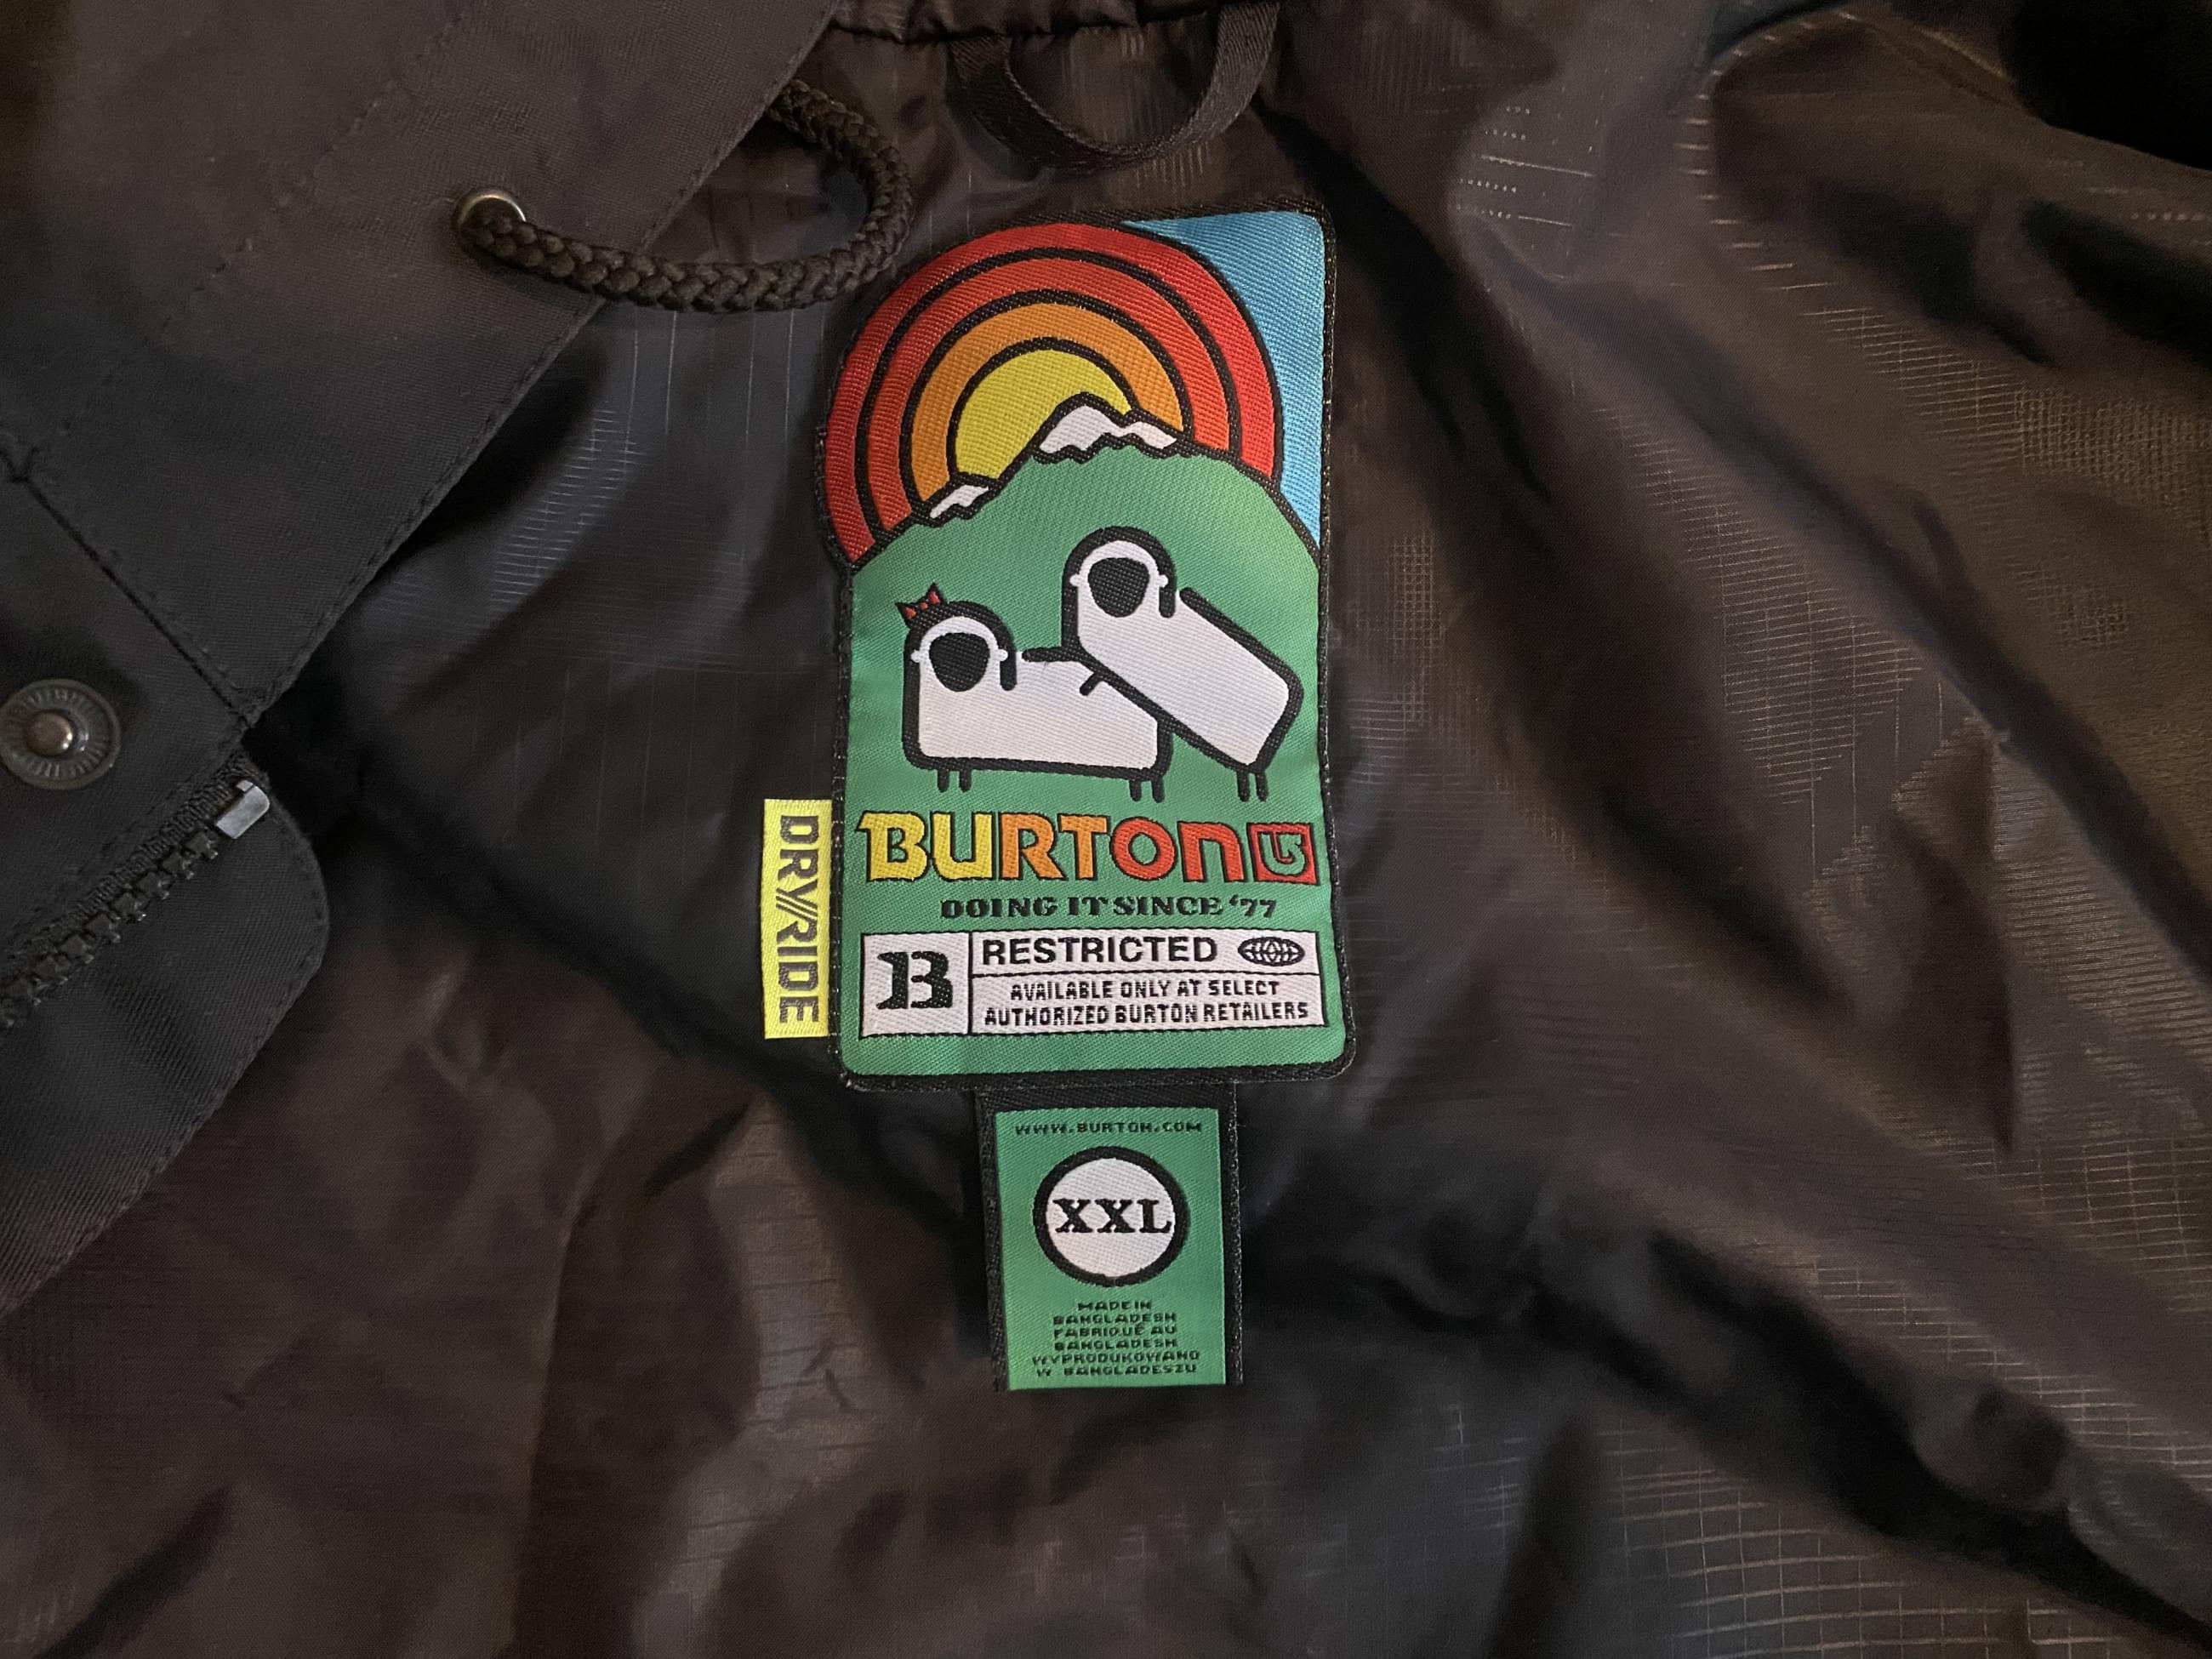 BURTON
DOING IT SINCE '77
DRY//RIDE
B
RESTRICTED
AVAILABLE ONLY AT SELECT
AUTHORIZED BURTON RETAILERS
WWW.BURTON.COM
XXL
MADE IN
BANGLADESH
FABRIQUÉ AU
BANGLADESH
WYPRODUKOWANO
W BANGLADESZU